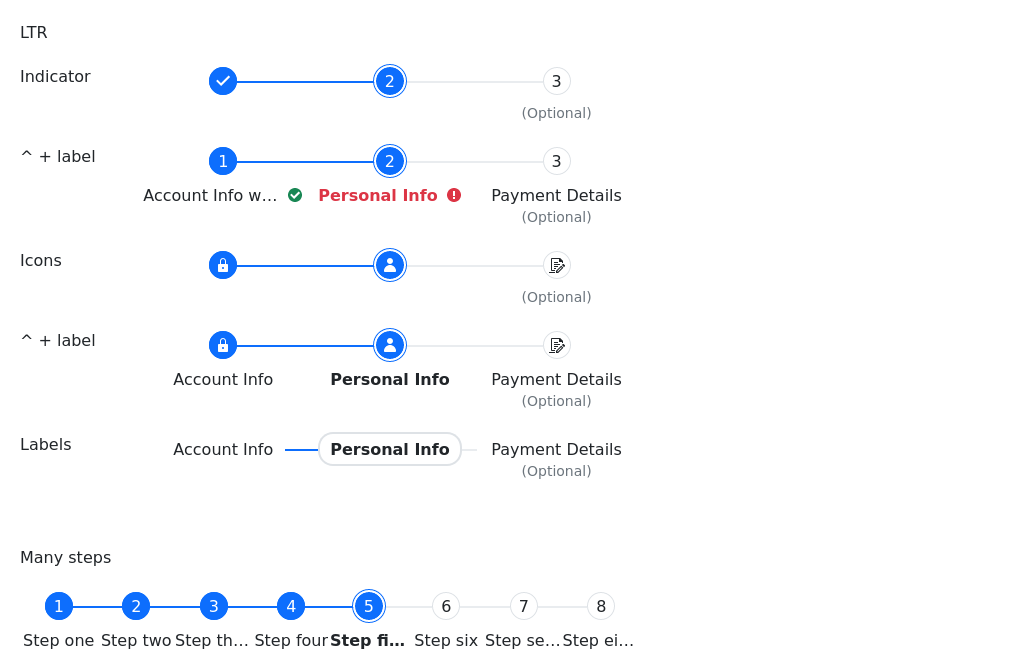 LTR
Indicator
2
3
(Optional)
^ + label
1
2
3
Account Info w… Personal Info Payment Details
(Optional)
Icons
(Optional)
^ + label
Account Info Personal Info Payment Details
(Optional)
Labels
Account Info Personal Info Payment Details
(Optional)
Many steps
1 2 3 4 5 6 7 8
Step one Step two Step th… Step four Step fi… Step six Step se… Step ei…